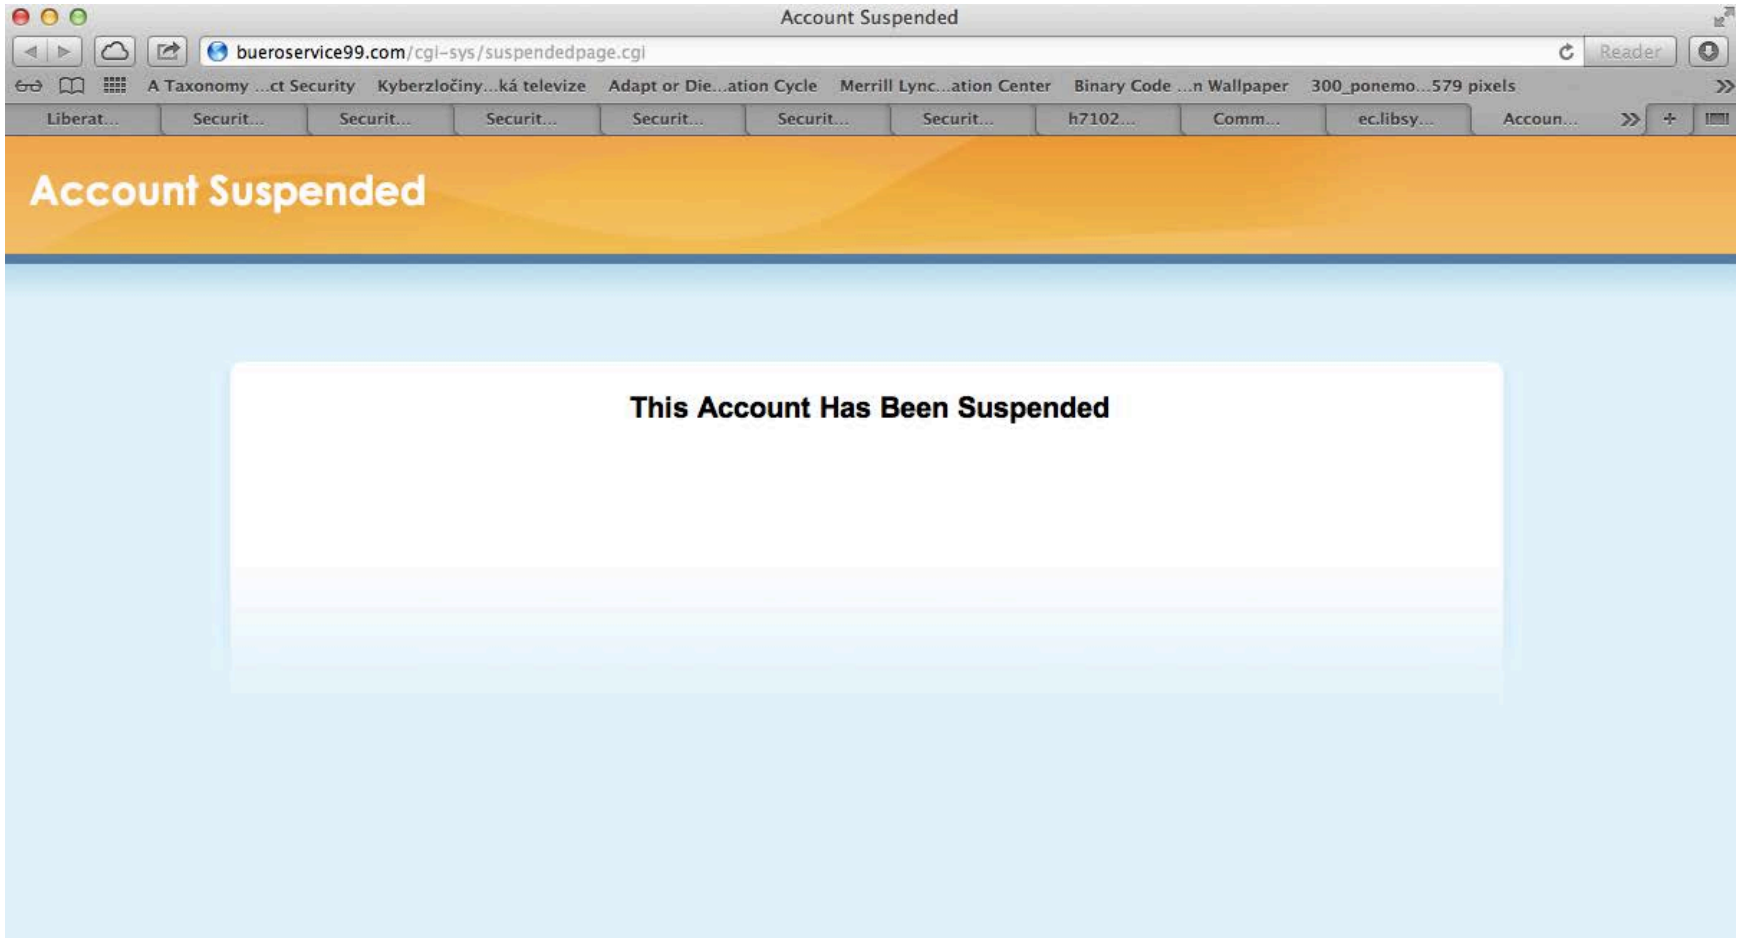 Account Suspended
bueroservice99.com/cgi-sys/suspendedpage.cgi Reader
A Taxonomy ...ct Security Kyberzločiny...ká televize Adapt or Die...ation Cycle Merrill Lync...ation Center Binary Code ...n Wallpaper 300_ponemo...579 pixels
Liberat... Securit... Securit... Securit... Securit... Securit... Securit... h7102... Comm... ec.libsy... Accoun...
Account Suspended
This Account Has Been Suspended